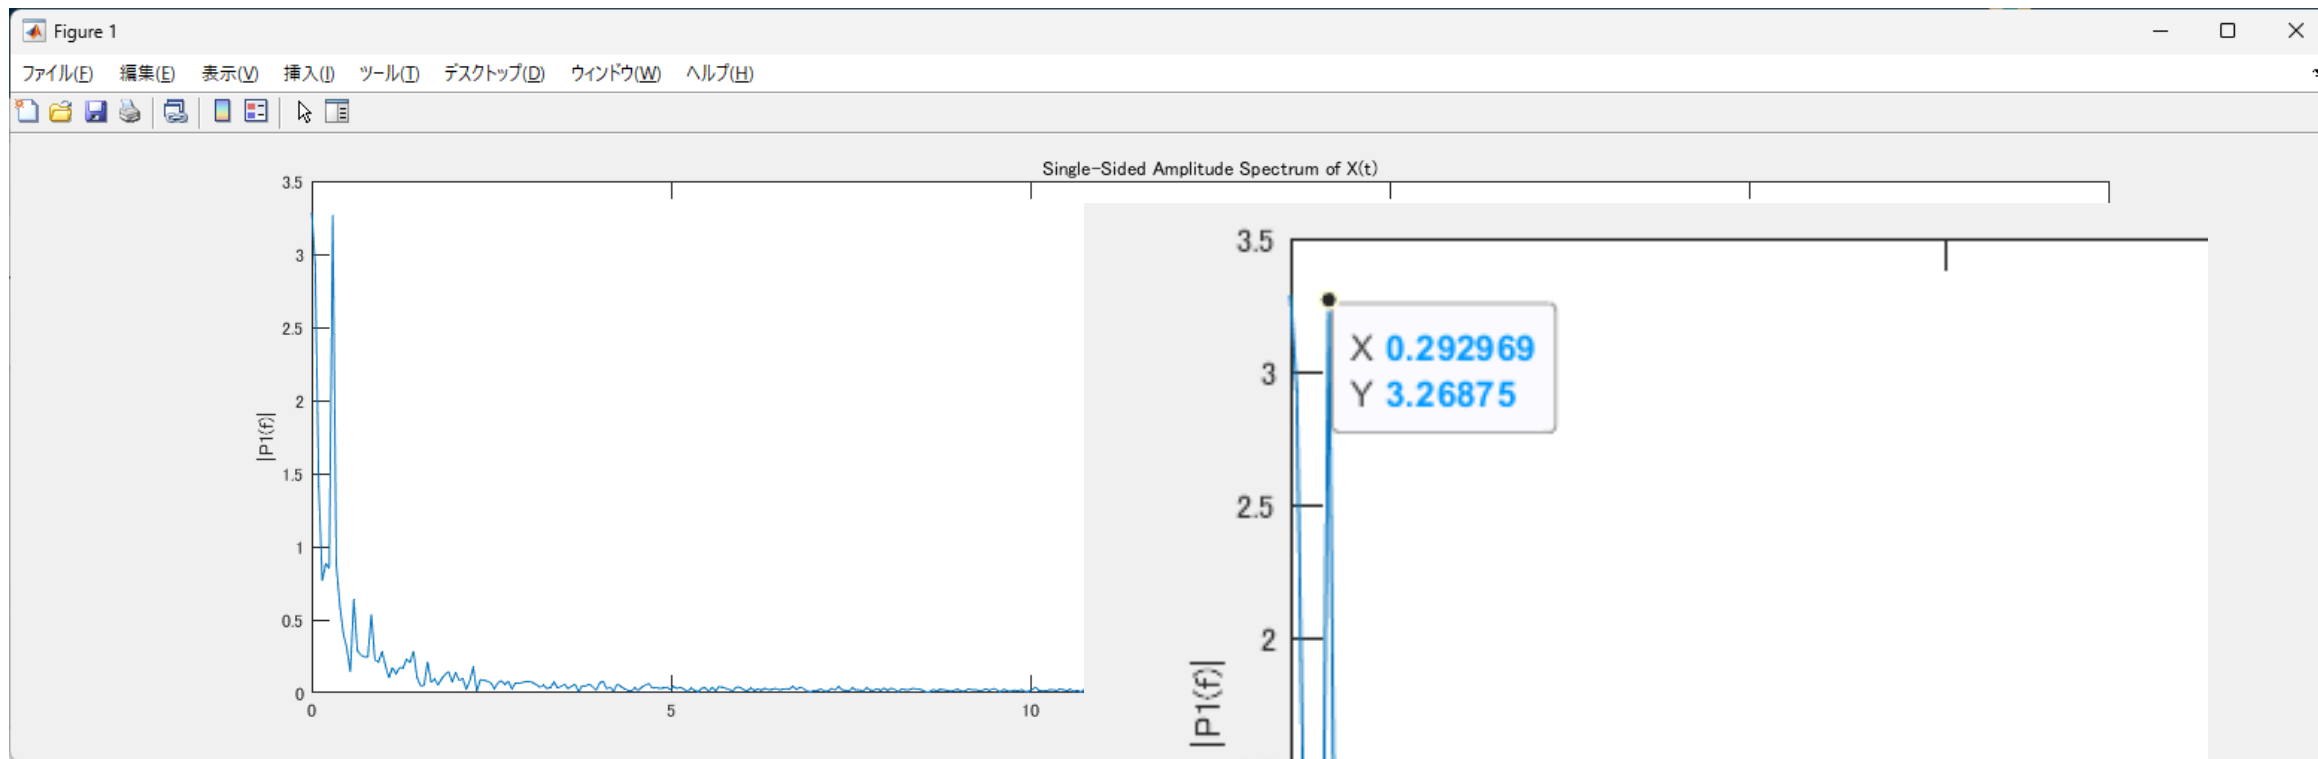 Figure 1
ファイル(F) 編集(E) 表示(V) 挿入(I) ツール(T) デスクトップ(D) ウィンドウ(W) ヘルプ(H)
Single-Sided Amplitude Spectrum of X(t)
3.5
3
2.5
2
1.5
1
0.5
0
|P1(f)|
0 5 10
3.5
3
2.5
2
|P1(f)|
X 0.292969
Y 3.26875